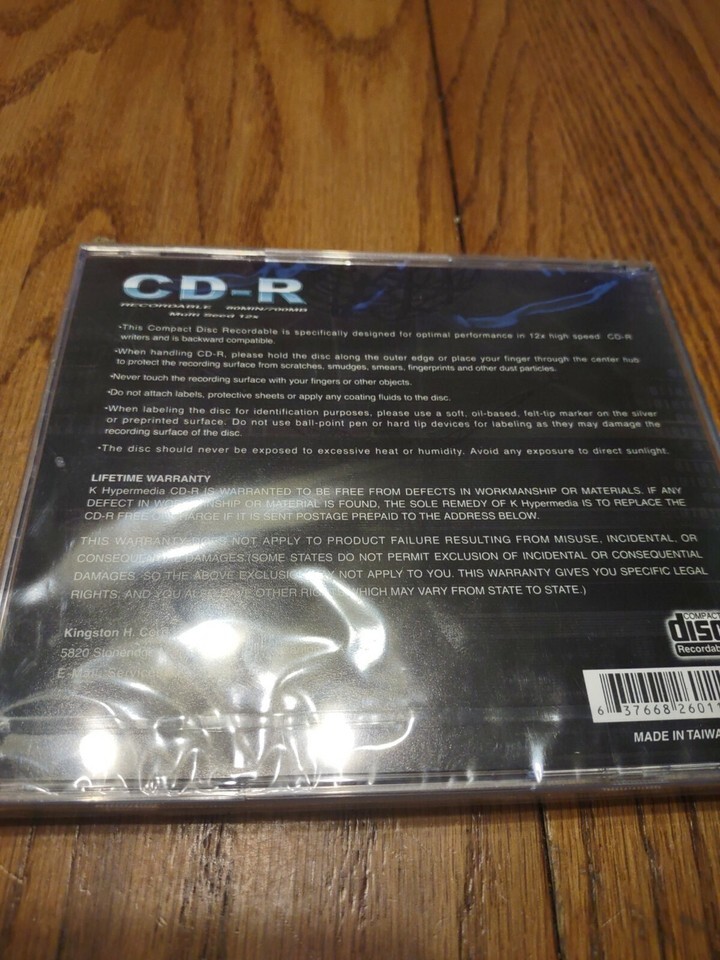 CD-R
RECORDABLE 80MIN/700MB
Multi Seed 12x
•This Compact Disc Recordable is specifically designed for optimal performance in 12x high speed CD-R
writers and is backward compatible.
•When handling CD-R, please hold the disc along the outer edge or place your finger through the center hub
to protect the recording surface from scratches, smudges, smears, fingerprints and other dust particles.
•Never touch the recording surface with your fingers or other objects.
•Do not attach labels, protective sheets or apply any coating fluids to the disc.
•When labeling the disc for identification purposes, please use a soft, oil-based, felt-tip marker on the silver
or preprinted surface. Do not use ball-point pen or hard tip devices for labeling as they may damage the
recording surface of the disc.
•The disc should never be exposed to excessive heat or humidity. Avoid any exposure to direct sunlight.
LIFETIME WARRANTY
K Hypermedia CD-R IS WARRANTED TO BE FREE FROM DEFECTS IN WORKMANSHIP OR MATERIALS. IF ANY
DEFECT IN WORKMANSHIP OR MATERIAL IS FOUND, THE SOLE REMEDY OF K Hypermedia IS TO REPLACE THE
CD-R FREE OF CHARGE IF IT IS SENT POSTAGE PREPAID TO THE ADDRESS BELOW.
THIS WARRANTY DOES NOT APPLY TO PRODUCT FAILURE RESULTING FROM MISUSE, INCIDENTAL, OR
CONSEQUENTIAL DAMAGES.(SOME STATES DO NOT PERMIT EXCLUSION OF INCIDENTAL OR CONSEQUENTIAL
DAMAGES, SO THE ABOVE EXCLUSION MAY NOT APPLY TO YOU. THIS WARRANTY GIVES YOU SPECIFIC LEGAL
RIGHTS, AND YOU ALSO HAVE OTHER RIGHTS WHICH MAY VARY FROM STATE TO STATE.)
Kingston H. Corp
5820
E-Mail: Service
COMPACT
disc
Recordable
6 37668 26011
MADE IN TAIWA